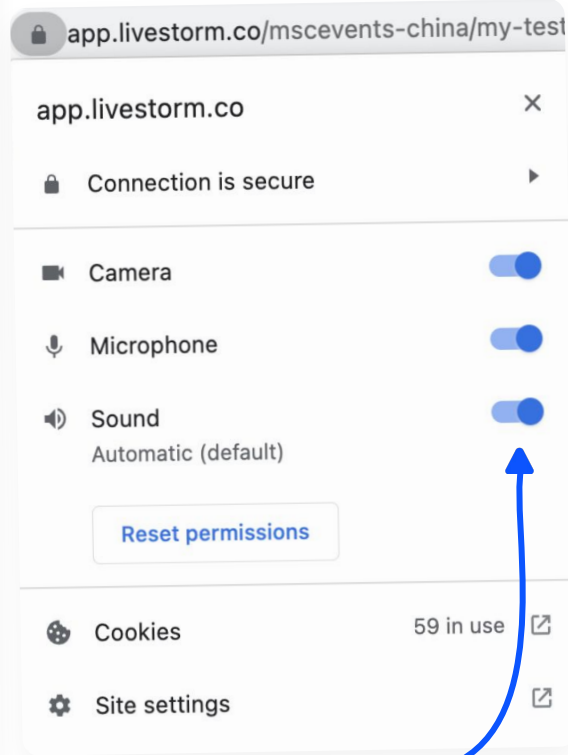 app.livestorm.co/mscevents-china/my-test
app.livestorm.co
Connection is secure
Camera
Microphone
Sound
Automatic (default)
Reset permissions
Cookies 59 in use
Site settings